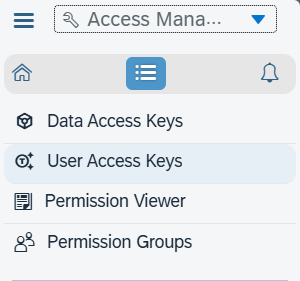 Access Mana...
Data Access Keys
User Access Keys
Permission Viewer
Permission Groups